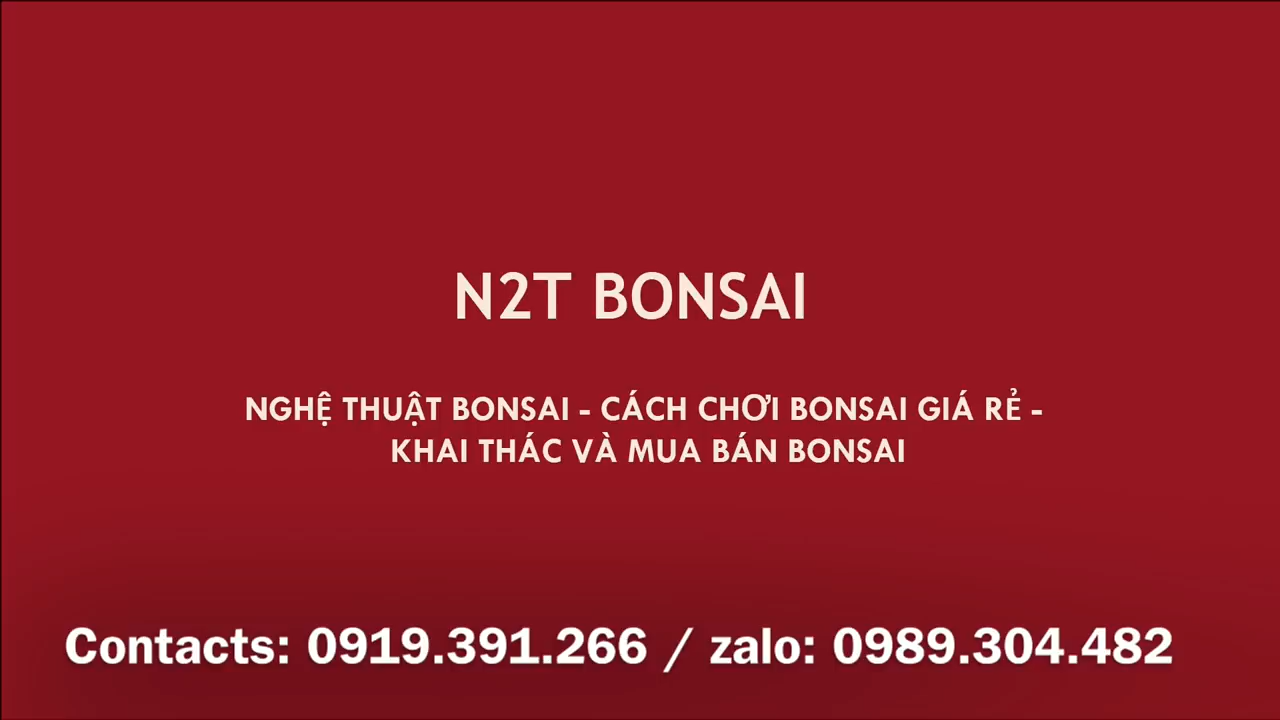 N2T BONSAI
NGHỆ THUẬT BONSAI - CÁCH CHƠI BONSAI GIÁ RẺ -
KHAI THÁC VÀ MUA BÁN BONSAI
Contacts: 0919.391.266 / zalo: 0989.304.482